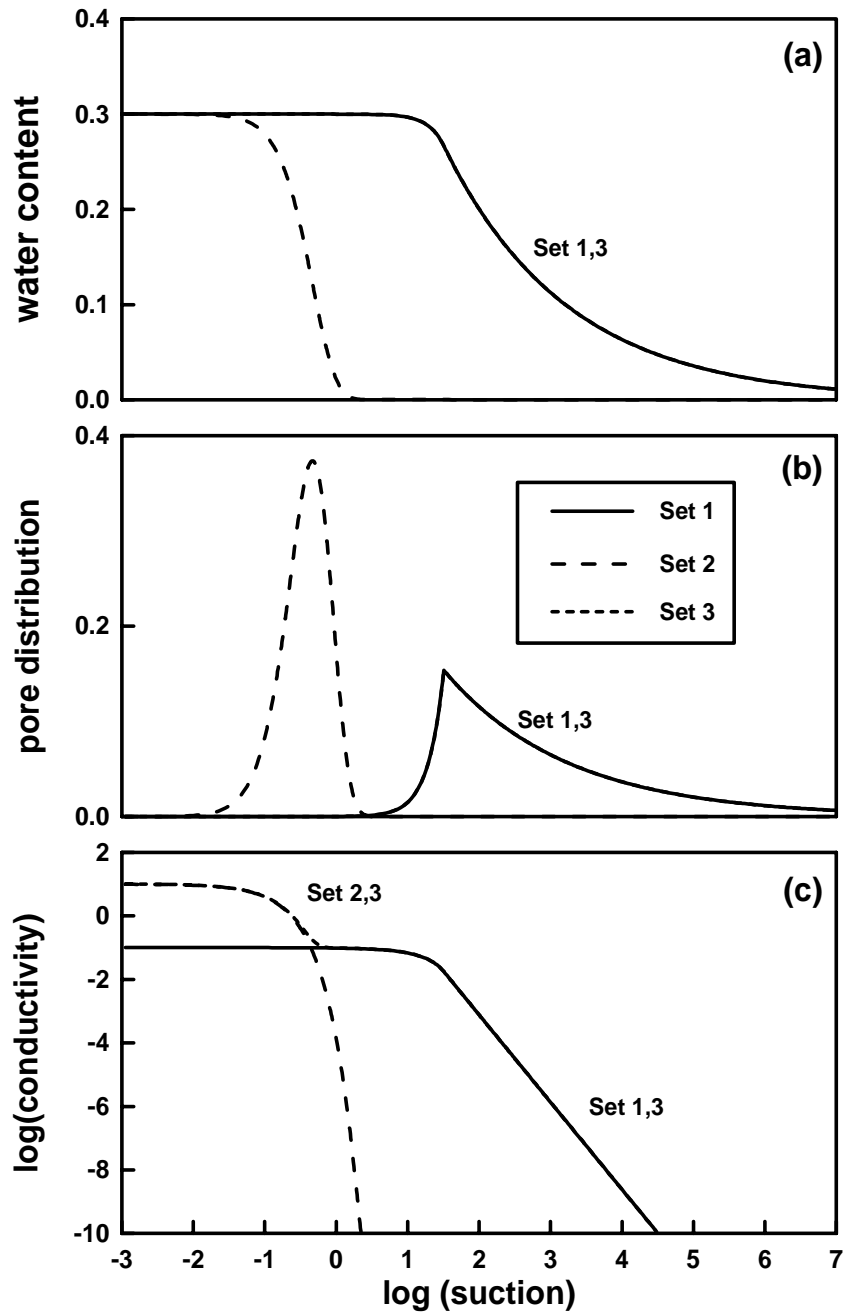 (a)
0.4
0.3
0.2
0.1
0.0
water content
Set 1,3
(b)
0.4
0.2
0.0
pore distribution
Set 1
Set 2
Set 3
Set 1,3
(c)
2
0
-2
-4
-6
-8
-10
log(conductivity)
Set 2,3
Set 1,3
-3 -2 -1 0 1 2 3 4 5 6 7
log (suction)